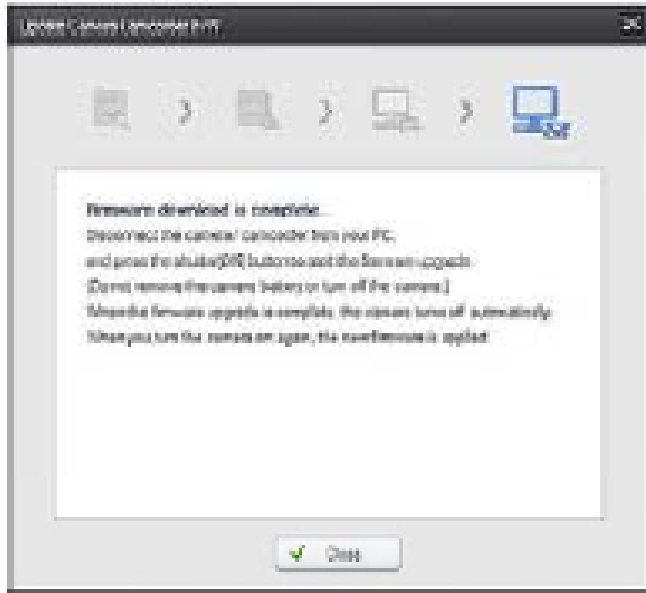 Firmware download is complete.
Disconnect the camera/ camcorder from your PC,
and press the shutter[OK] button to start the firmware upgrade
(Do not remove the camera battery or turn off the camera.)
When the firmware upgrade is complete, the camera turns off automatically.
When you turn the camera on again, the new firmware is applied
Close